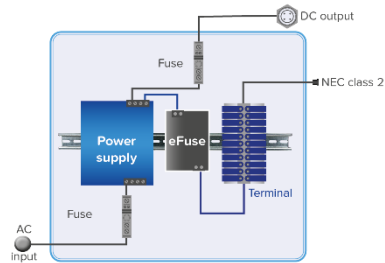 DC output
Fuse
NEC class 2
Power
supply
eFuse
Terminal
Fuse
AC
input